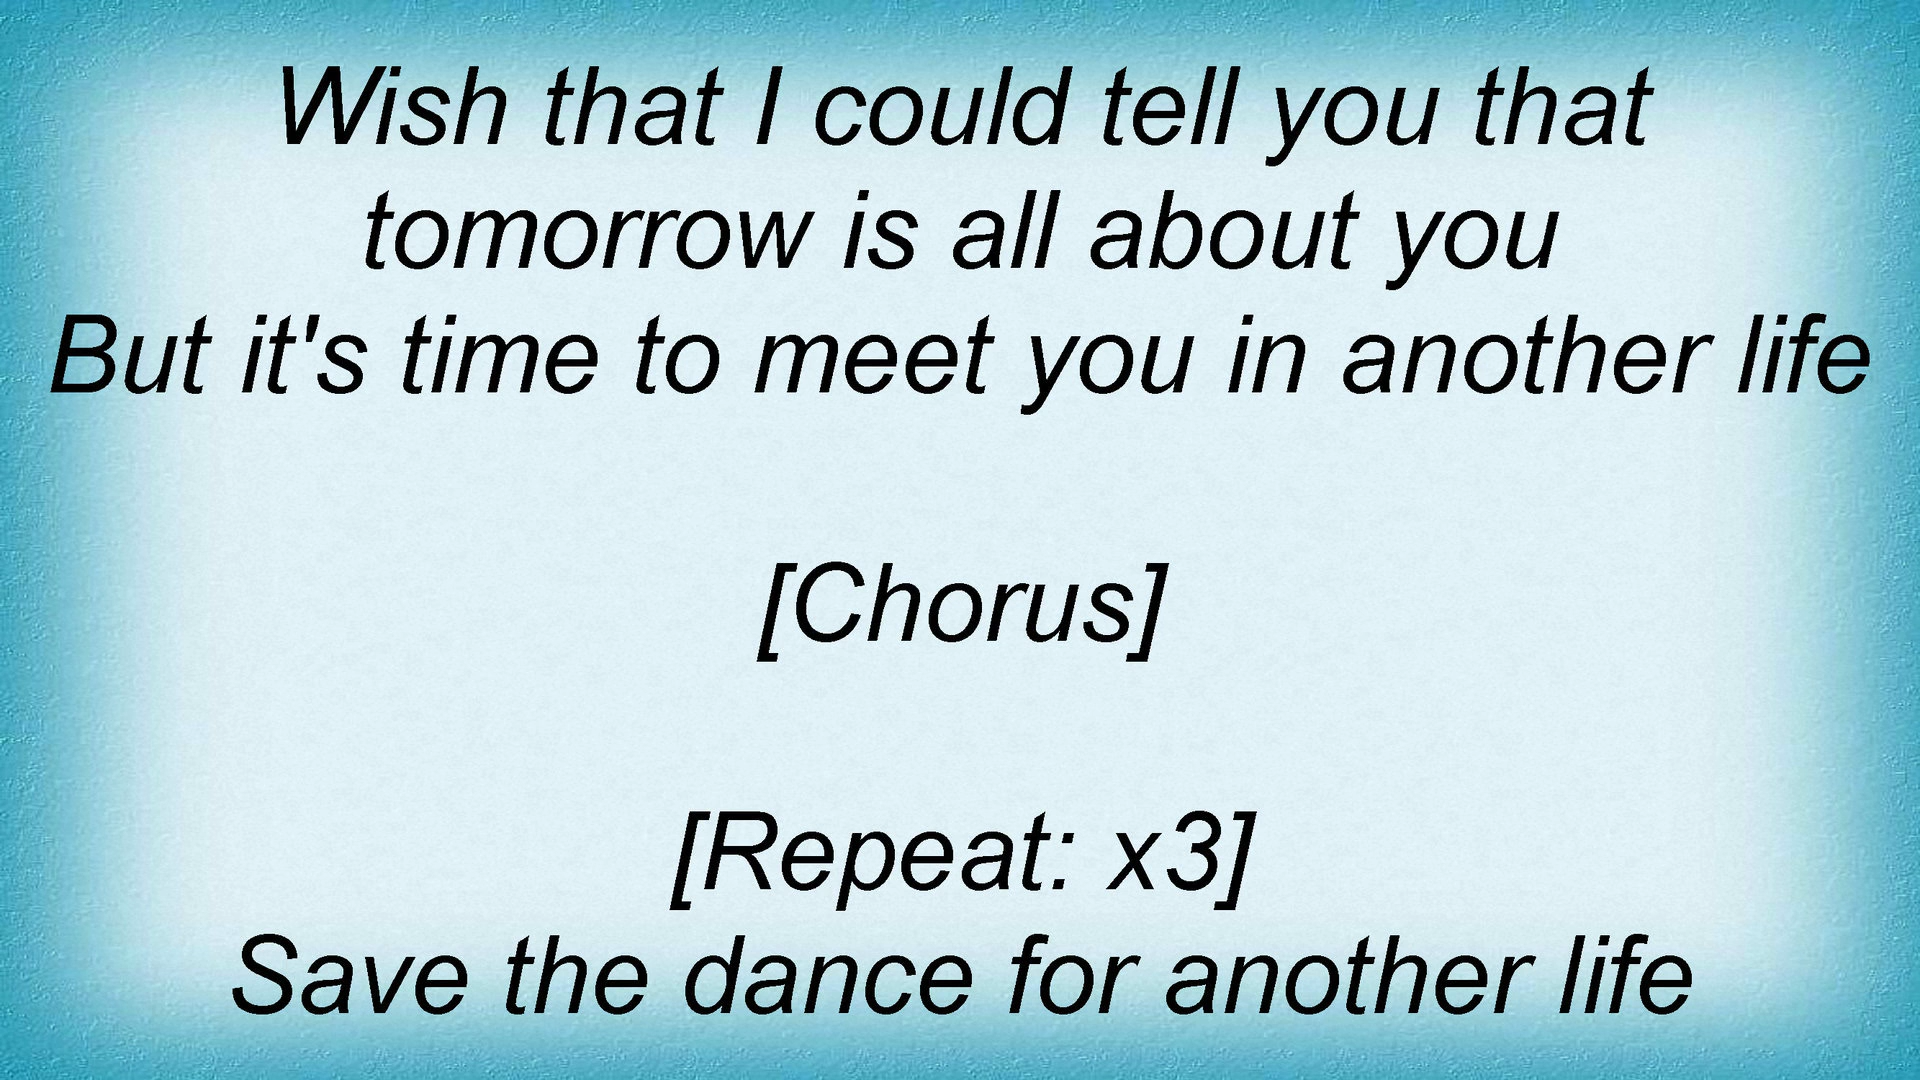 Wish that I could tell you that
tomorrow is all about you
But it's time to meet you in another life
[Chorus]
[Repeat: x3]
Save the dance for another life